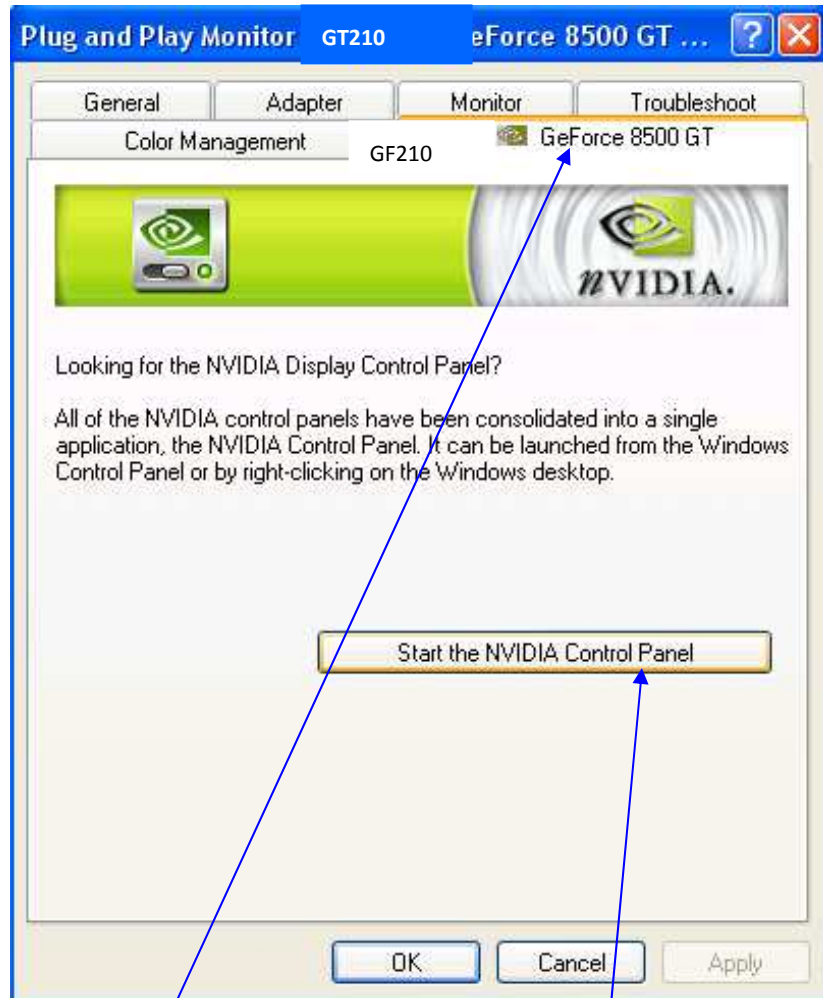 Plug and Play Monitor GT210 eForce 8500 GT ...
General Adapter Monitor Troubleshoot
Color Management GF210 GeForce 8500 GT
nVIDIA.
Looking for the NVIDIA Display Control Panel?
All of the NVIDIA control panels have been consolidated into a single
application, the NVIDIA Control Panel. It can be launched from the Windows
Control Panel or by right-clicking on the Windows desktop.
Start the NVIDIA Control Panel
OK Cancel Apply